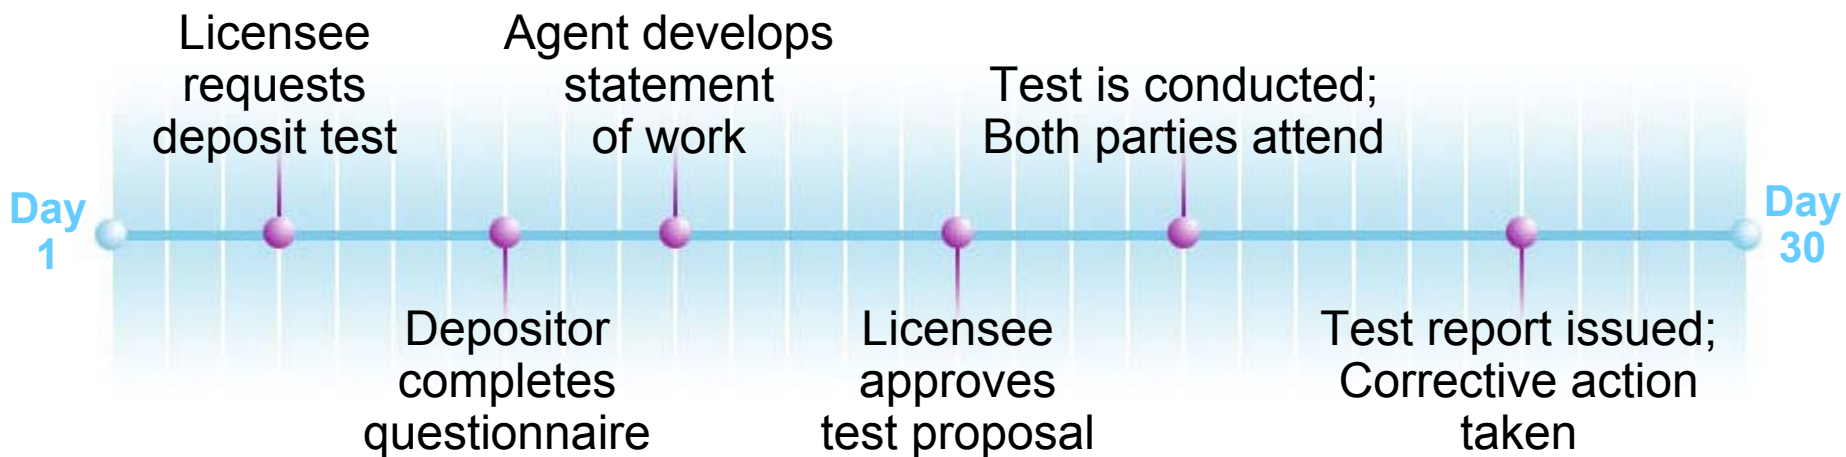 Day
1
Licensee
requests
deposit test
Depositor
completes
questionnaire
Agent develops
statement
of work
Licensee
approves
test proposal
Test is conducted;
Both parties attend
Test report issued;
Corrective action
taken
Day
30